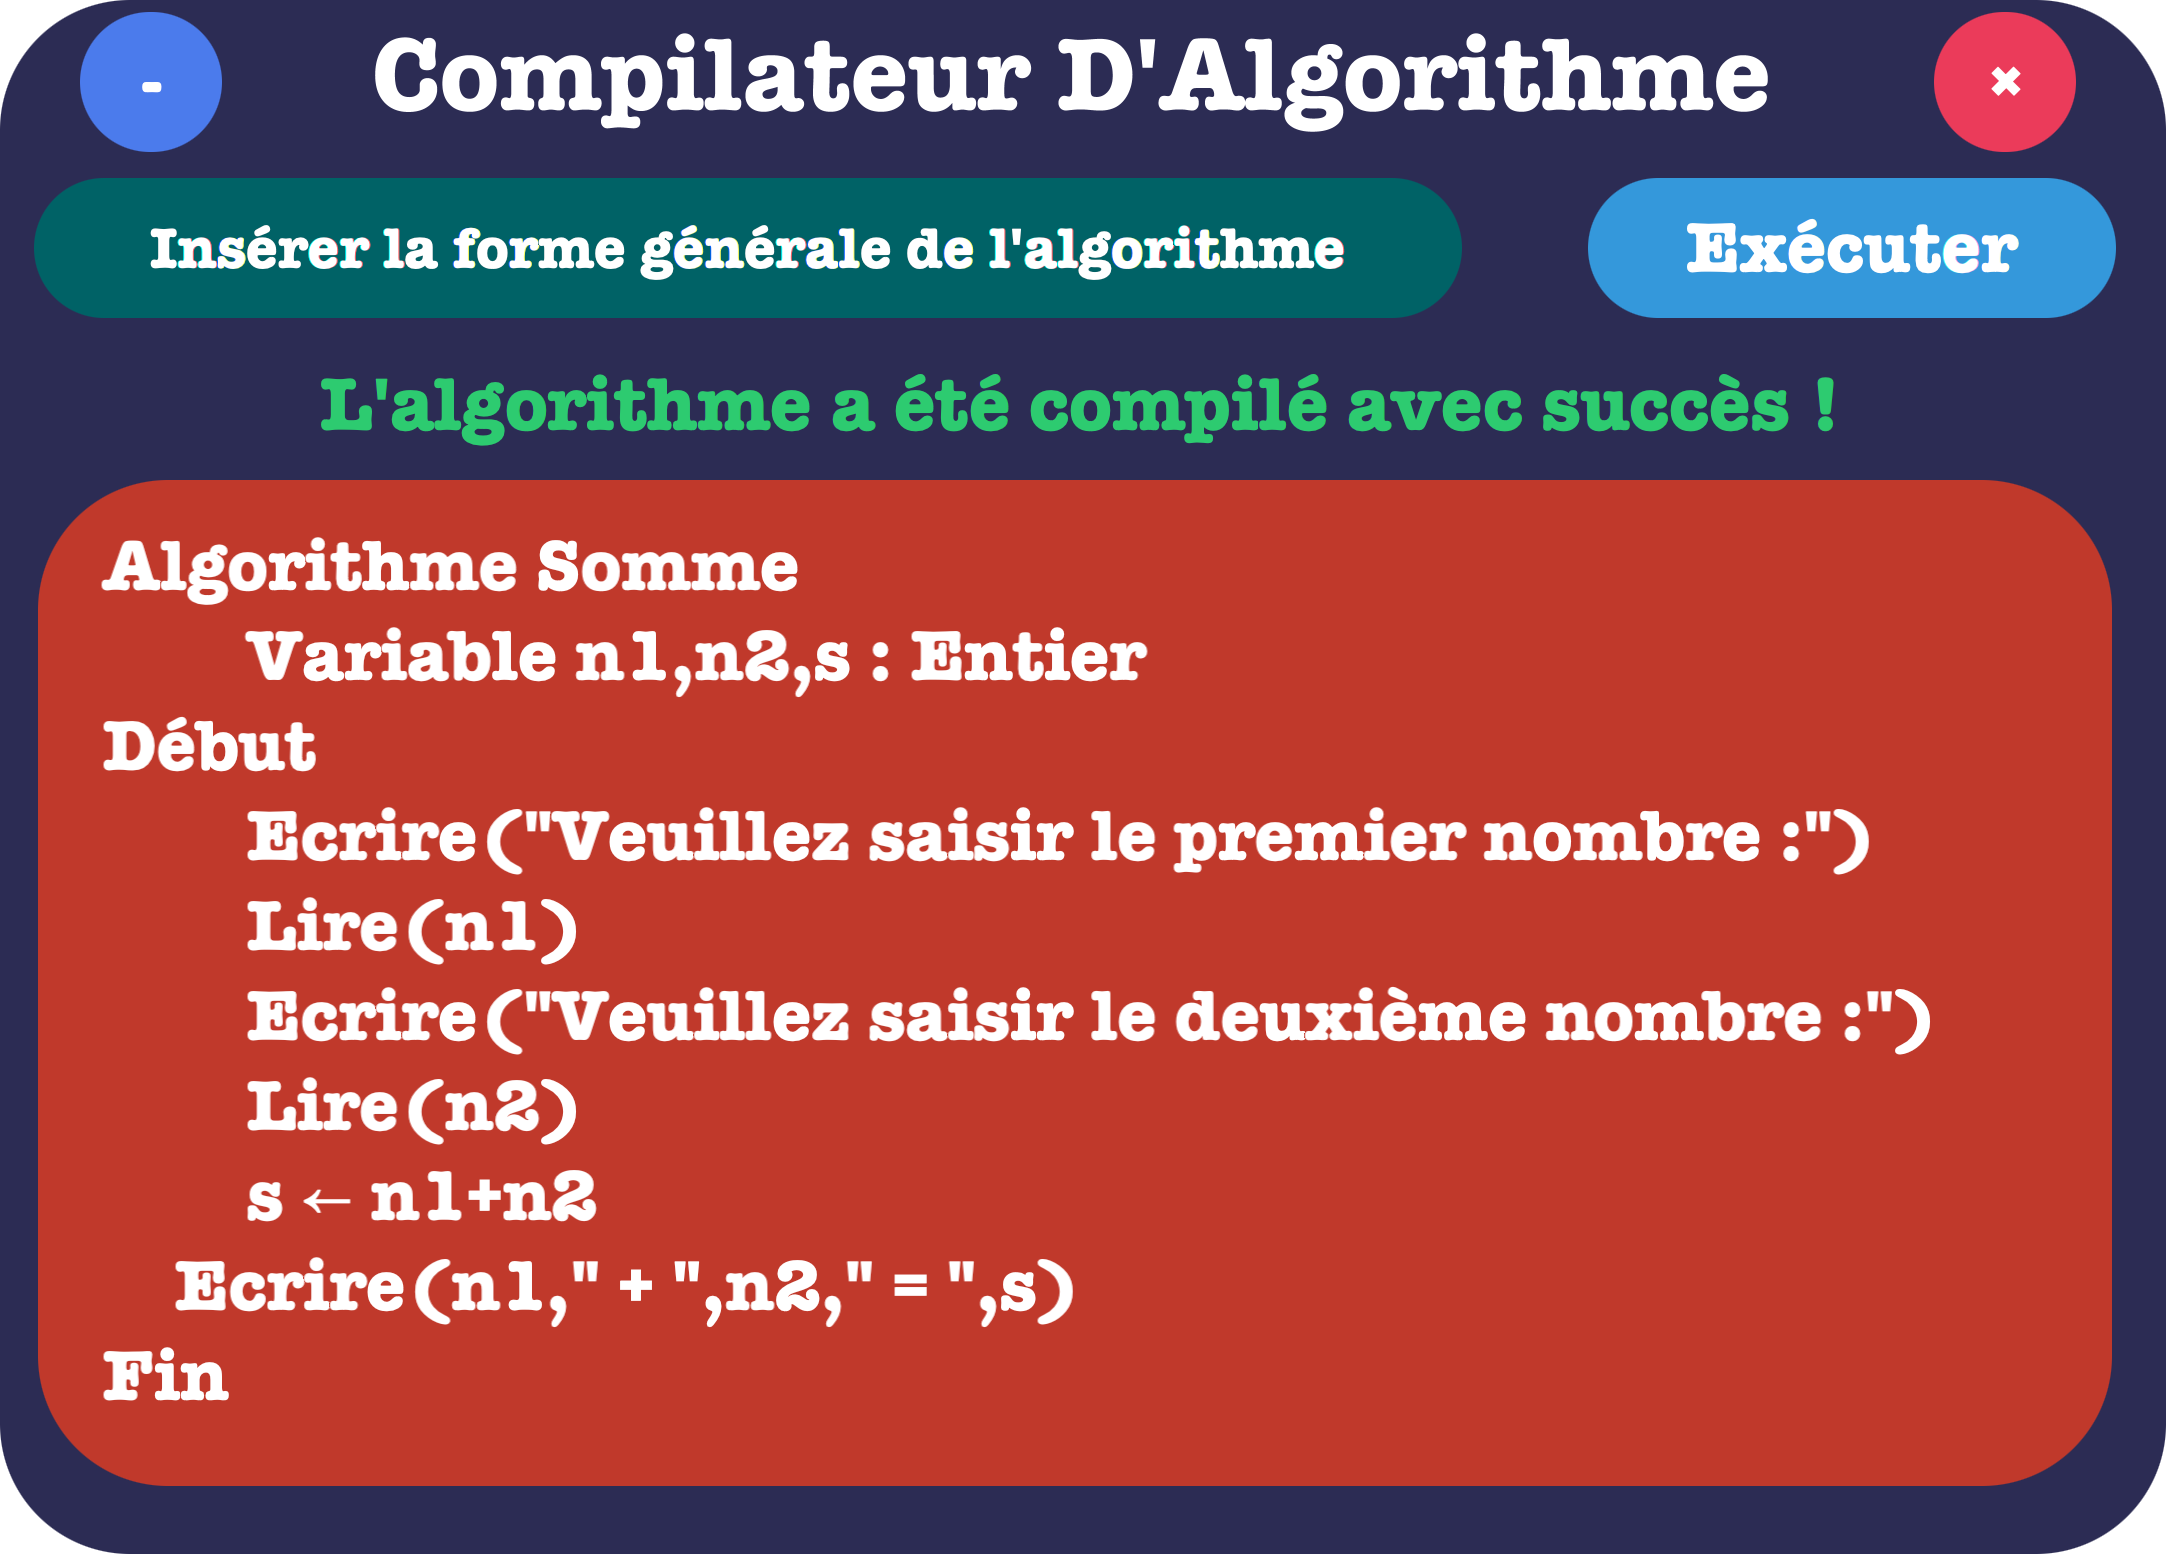 -
Compilateur D'Algorithme
×
Insérer la forme générale de l'algorithme
Exécuter
L'algorithme a été compilé avec succès !
Algorithme Somme
Variable n1,n2,s : Entier
Début
Ecrire("Veuillez saisir le premier nombre :")
Lire(n1)
Ecrire("Veuillez saisir le deuxième nombre :")
Lire(n2)
s ← n1+n2
Ecrire(n1," + ",n2," = ",s)
Fin